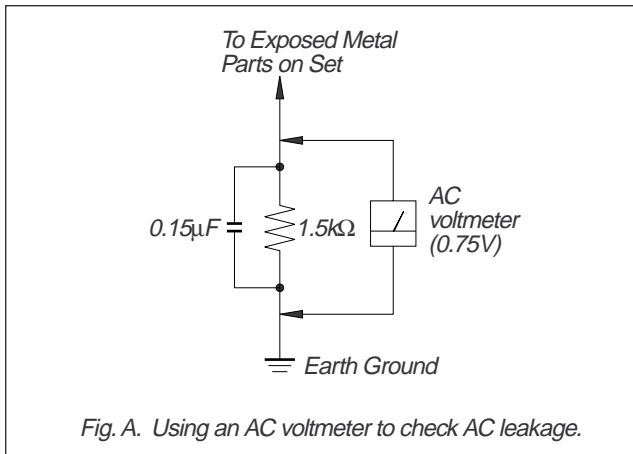 To Exposed Metal
Parts on Set
0.15μF
1.5kΩ
AC
voltmeter
(0.75V)
Earth Ground
Fig. A. Using an AC voltmeter to check AC leakage.